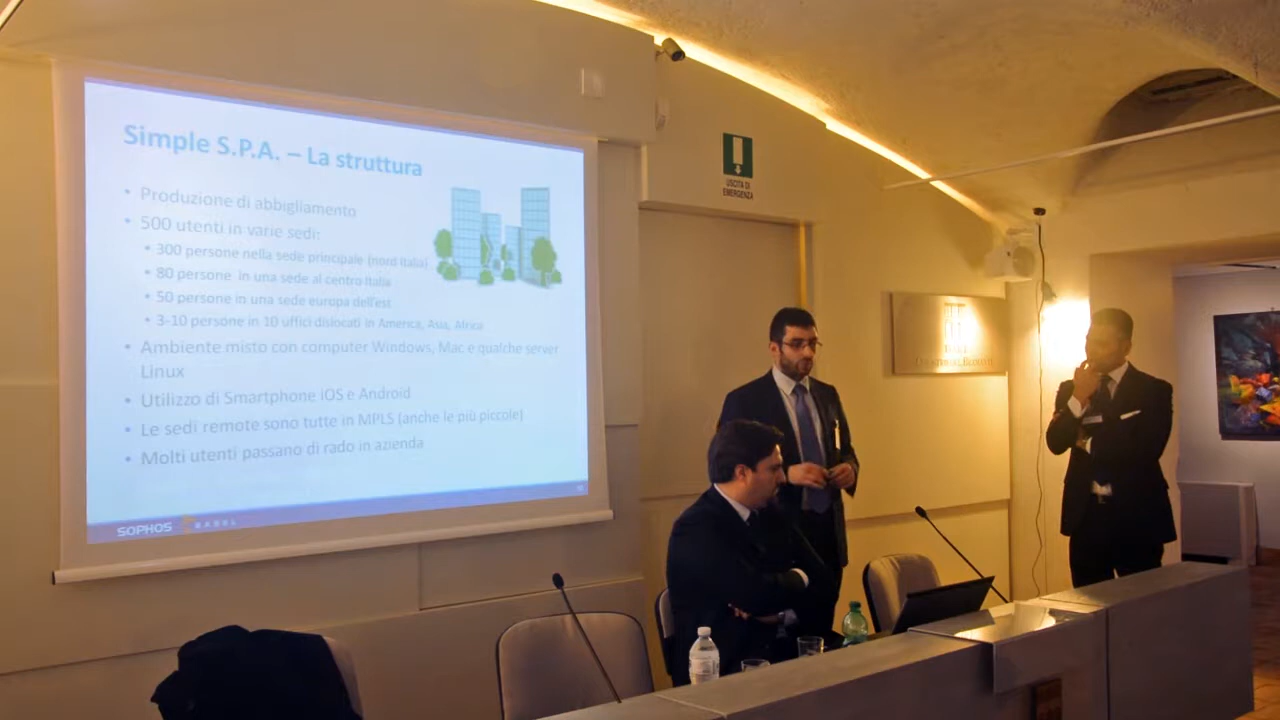 Simple S.P.A. – La struttura
• Produzione di abbigliamento
• 500 utenti in varie sedi:
• 300 persone nella sede principale (nord Italia)
• 80 persone in una sede al centro Italia
• 50 persone in una sede europa dell'est
• 3-10 persone in 10 uffici dislocati in America, Asia, Africa
• Ambiente misto con computer Windows, Mac e qualche server
Linux
• Utilizzo di Smartphone iOS e Android
• Le sedi remote sono tutte in MPLS (anche le più piccole)
• Molti utenti passano di rado in azienda
SOPHOS BABEL
USCITA DI
EMERGENZA